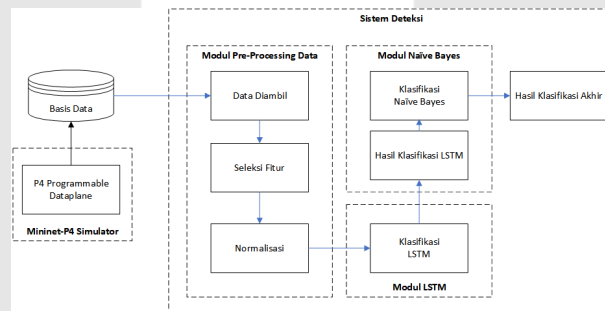 Sistem Deteksi
Modul Pre-Processing Data
Modul Naïve Bayes
Basis Data
Data Diambil
Klasifikasi
Naïve Bayes
Hasil Klasifikasi Akhir
Seleksi Fitur
Hasil Klasifikasi LSTM
P4 Programmable
Dataplane
Mininet-P4 Simulator
Normalisasi
Klasifikasi
LSTM
Modul LSTM